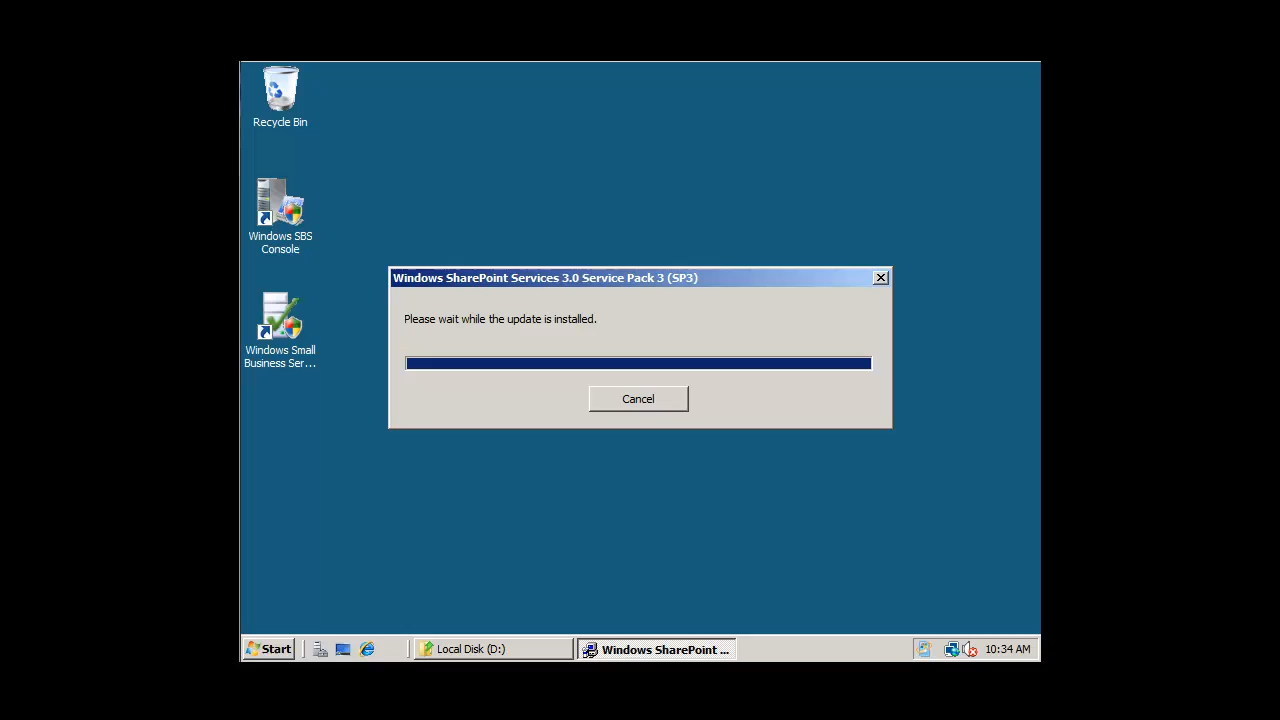 Recycle Bin
Windows SBS
Console
Windows Small
Business Ser...
Windows SharePoint Services 3.0 Service Pack 3 (SP3)
Please wait while the update is installed.
Cancel
Start
Local Disk (D:)
Windows SharePoint ...
10:34 AM